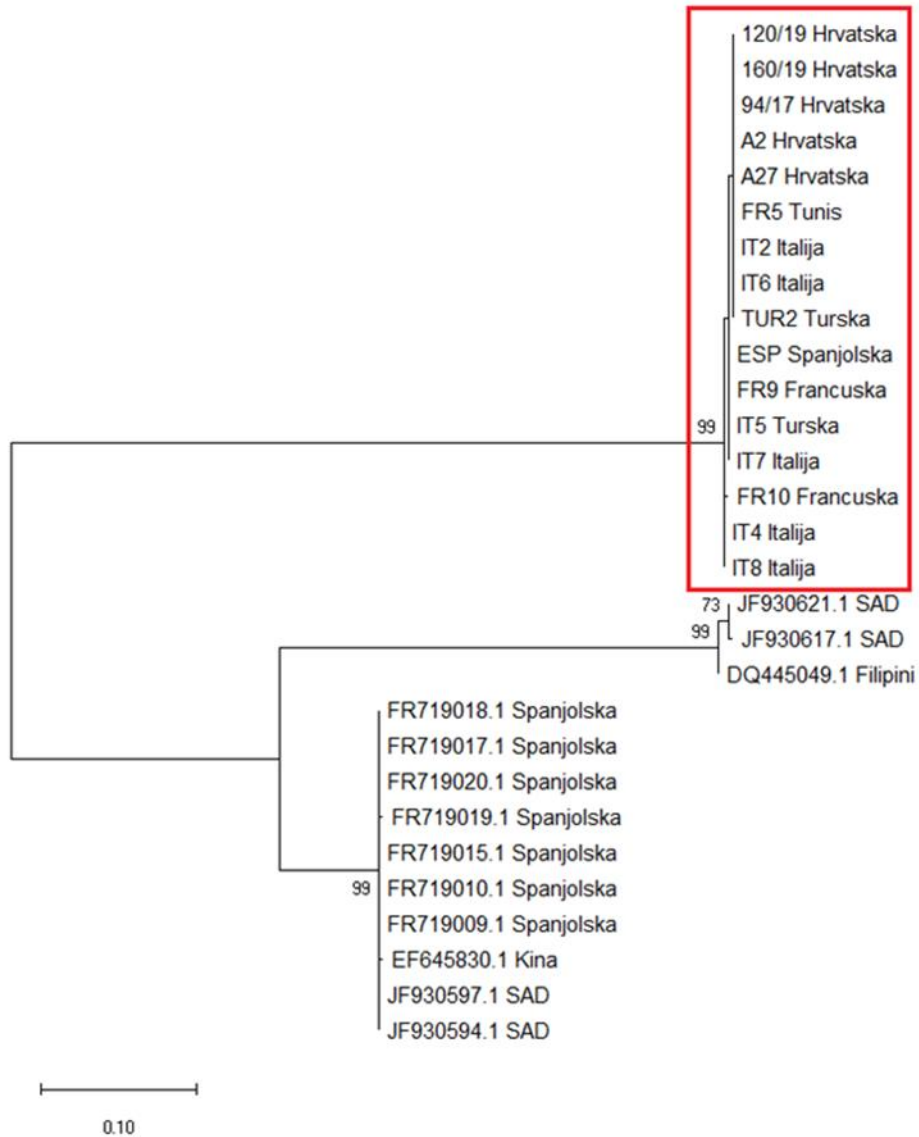 120/19 Hrvatska
160/19 Hrvatska
94/17 Hrvatska
A2 Hrvatska
A27 Hrvatska
FR5 Tunis
IT2 Italija
IT6 Italija
TUR2 Turska
ESP Spanjolska
FR9 Francuska
99
IT5 Turska
IT7 Italija
FR10 Francuska
IT4 Italija
IT8 Italija
73
JF930621.1 SAD
99
JF930617.1 SAD
DQ445049.1 Filipini
FR719018.1 Spanjolska
FR719017.1 Spanjolska
FR719020.1 Spanjolska
FR719019.1 Spanjolska
FR719015.1 Spanjolska
99
FR719010.1 Spanjolska
FR719009.1 Spanjolska
EF645830.1 Kina
JF930597.1 SAD
JF930594.1 SAD
0.10